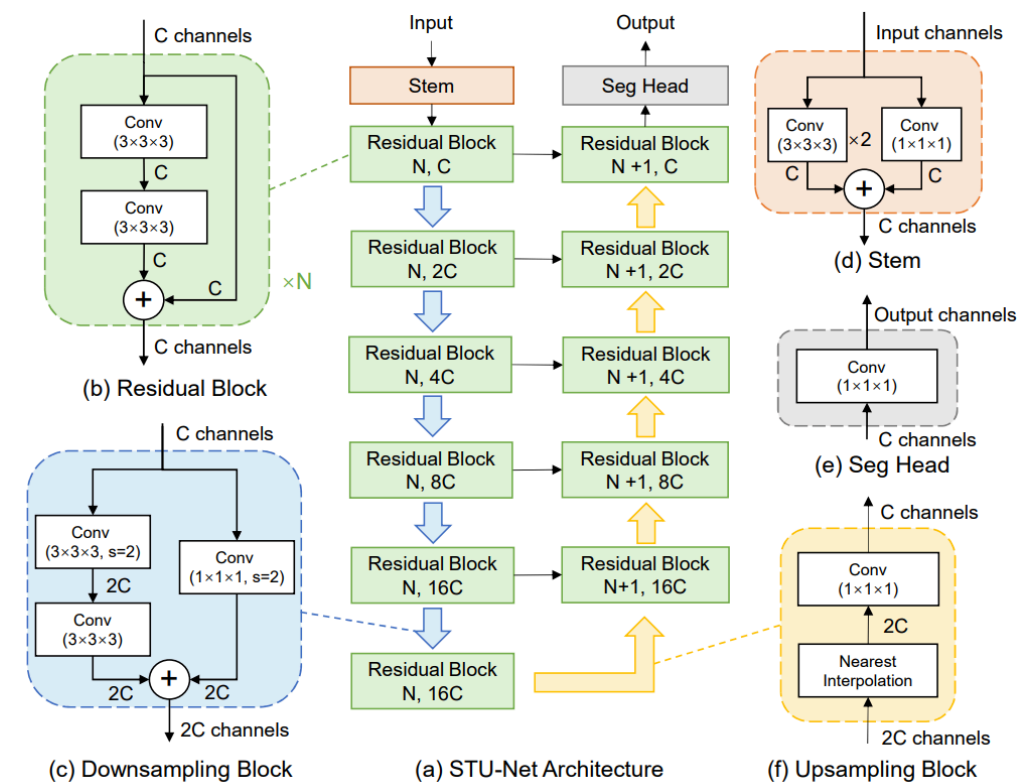 C channels
Conv
(3×3×3)
C
Conv
(3×3×3)
C
C
+
×N
C channels
(b) Residual Block
C channels
Conv
(3×3×3, s=2)
2C
Conv
(3×3×3)
Conv
(1×1×1, s=2)
2C
2C
+
2C channels
(c) Downsampling Block
Input
Output
Stem
Seg Head
Residual Block
N, C
Residual Block
N +1, C
Residual Block
N, 2C
Residual Block
N +1, 2C
Residual Block
N, 4C
Residual Block
N +1, 4C
Residual Block
N, 8C
Residual Block
N +1, 8C
Residual Block
N, 16C
Residual Block
N+1, 16C
Residual Block
N, 16C
(a) STU-Net Architecture
Input channels
Conv
(3×3×3)
×2
Conv
(1×1×1)
C
C
+
C channels
(d) Stem
Output channels
Conv
(1×1×1)
C channels
(e) Seg Head
C channels
Conv
(1×1×1)
2C
Nearest
Interpolation
2C channels
(f) Upsampling Block